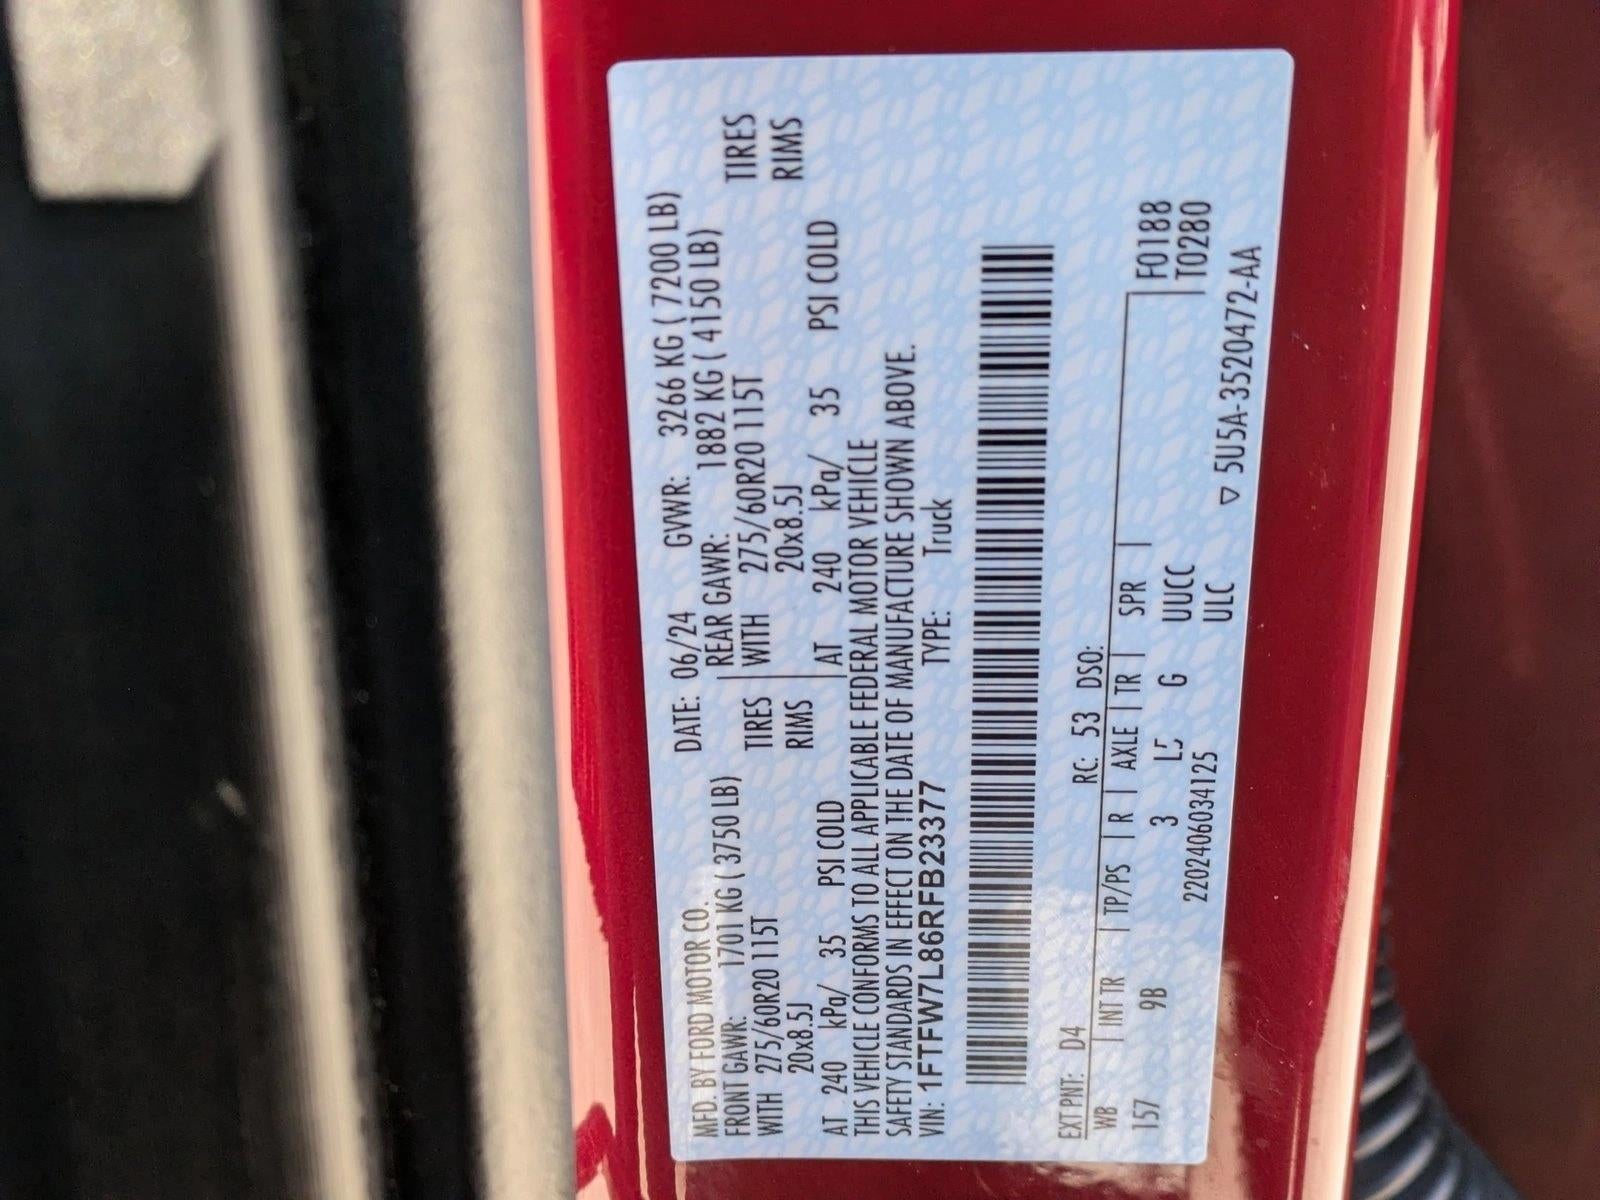 MFD. BY FORD MOTOR CO. DATE: 06/24 GVWR: 3266 KG ( 7200 LB)
FRONT GAWR: 1701 KG ( 3750 LB) REAR GAWR: 1882 KG ( 4150 LB)
WITH 275/60R20 115T TIRES WITH 275/60R20 115T TIRES
20x8.5J RIMS 20x8.5J RIMS
AT 240 kPa/ 35 PSI COLD AT 240 kPa/ 35 PSI COLD
THIS VEHICLE CONFORMS TO ALL APPLICABLE FEDERAL MOTOR VEHICLE
SAFETY STANDARDS IN EFFECT ON THE DATE OF MANUFACTURE SHOWN ABOVE.
VIN: 1FTFW7L86RFB23377 TYPE: Truck
EXT PNT: D4 RC: 53 DSO:
WB | INT TR | TP/PS | R | AXLE | TR | SPR | F0188
157 9B 3 G UUCC T0280
220240603​4125 ULC
5U5A-3520472-AA